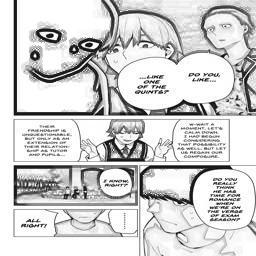 DO YOU,
LIKE...
...LIKE
ONE
OF THE
QUINTS?
W-WAIT A
MOMENT, LET'S
CALM DOWN.
I HAD BEGUN
CONSIDERING
THAT POSSIBILITY
AS WELL, BUT LET
US REGAIN OUR
COMPOSURE.
THEIR
FRIENDSHIP IS
UNQUESTIONABLE,
BUT ONLY AS AN
EXTENSION OF
THEIR RELATION-
SHIP AS TUTOR
AND PUPILS...
DO YOU
REALLY
THINK
HE HAS
TIME FOR
ROMANCE
WHEN
WE'RE ON
THE VERGE
OF EXAM
SEASON?
I KNOW,
RIGHT?
ALL
RIGHT!